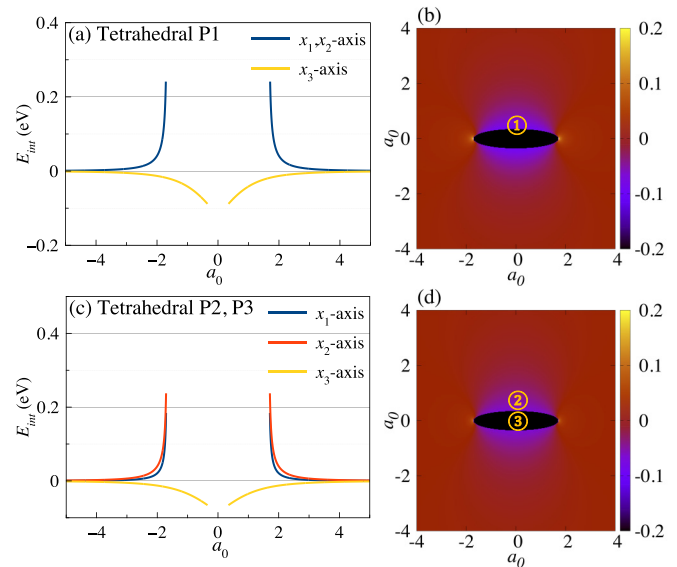 (a) Tetrahedral P1
x1,x2-axis
x3-axis
0.4
0.2
0
−0.2
E_int (eV)
−4 −2 0 2 4
a0
(b)
4
2
0
−2
−4
a0
①
−4 −2 0 2 4
a0
0.2
0.1
0
-0.1
-0.2
(c) Tetrahedral P2, P3
x1-axis
x2-axis
x3-axis
0.4
0.2
0
E_int (eV)
−4 −2 0 2 4
a0
(d)
4
2
0
−2
−4
a0
②
③
−4 −2 0 2 4
a0
0.2
0.1
0
-0.1
-0.2